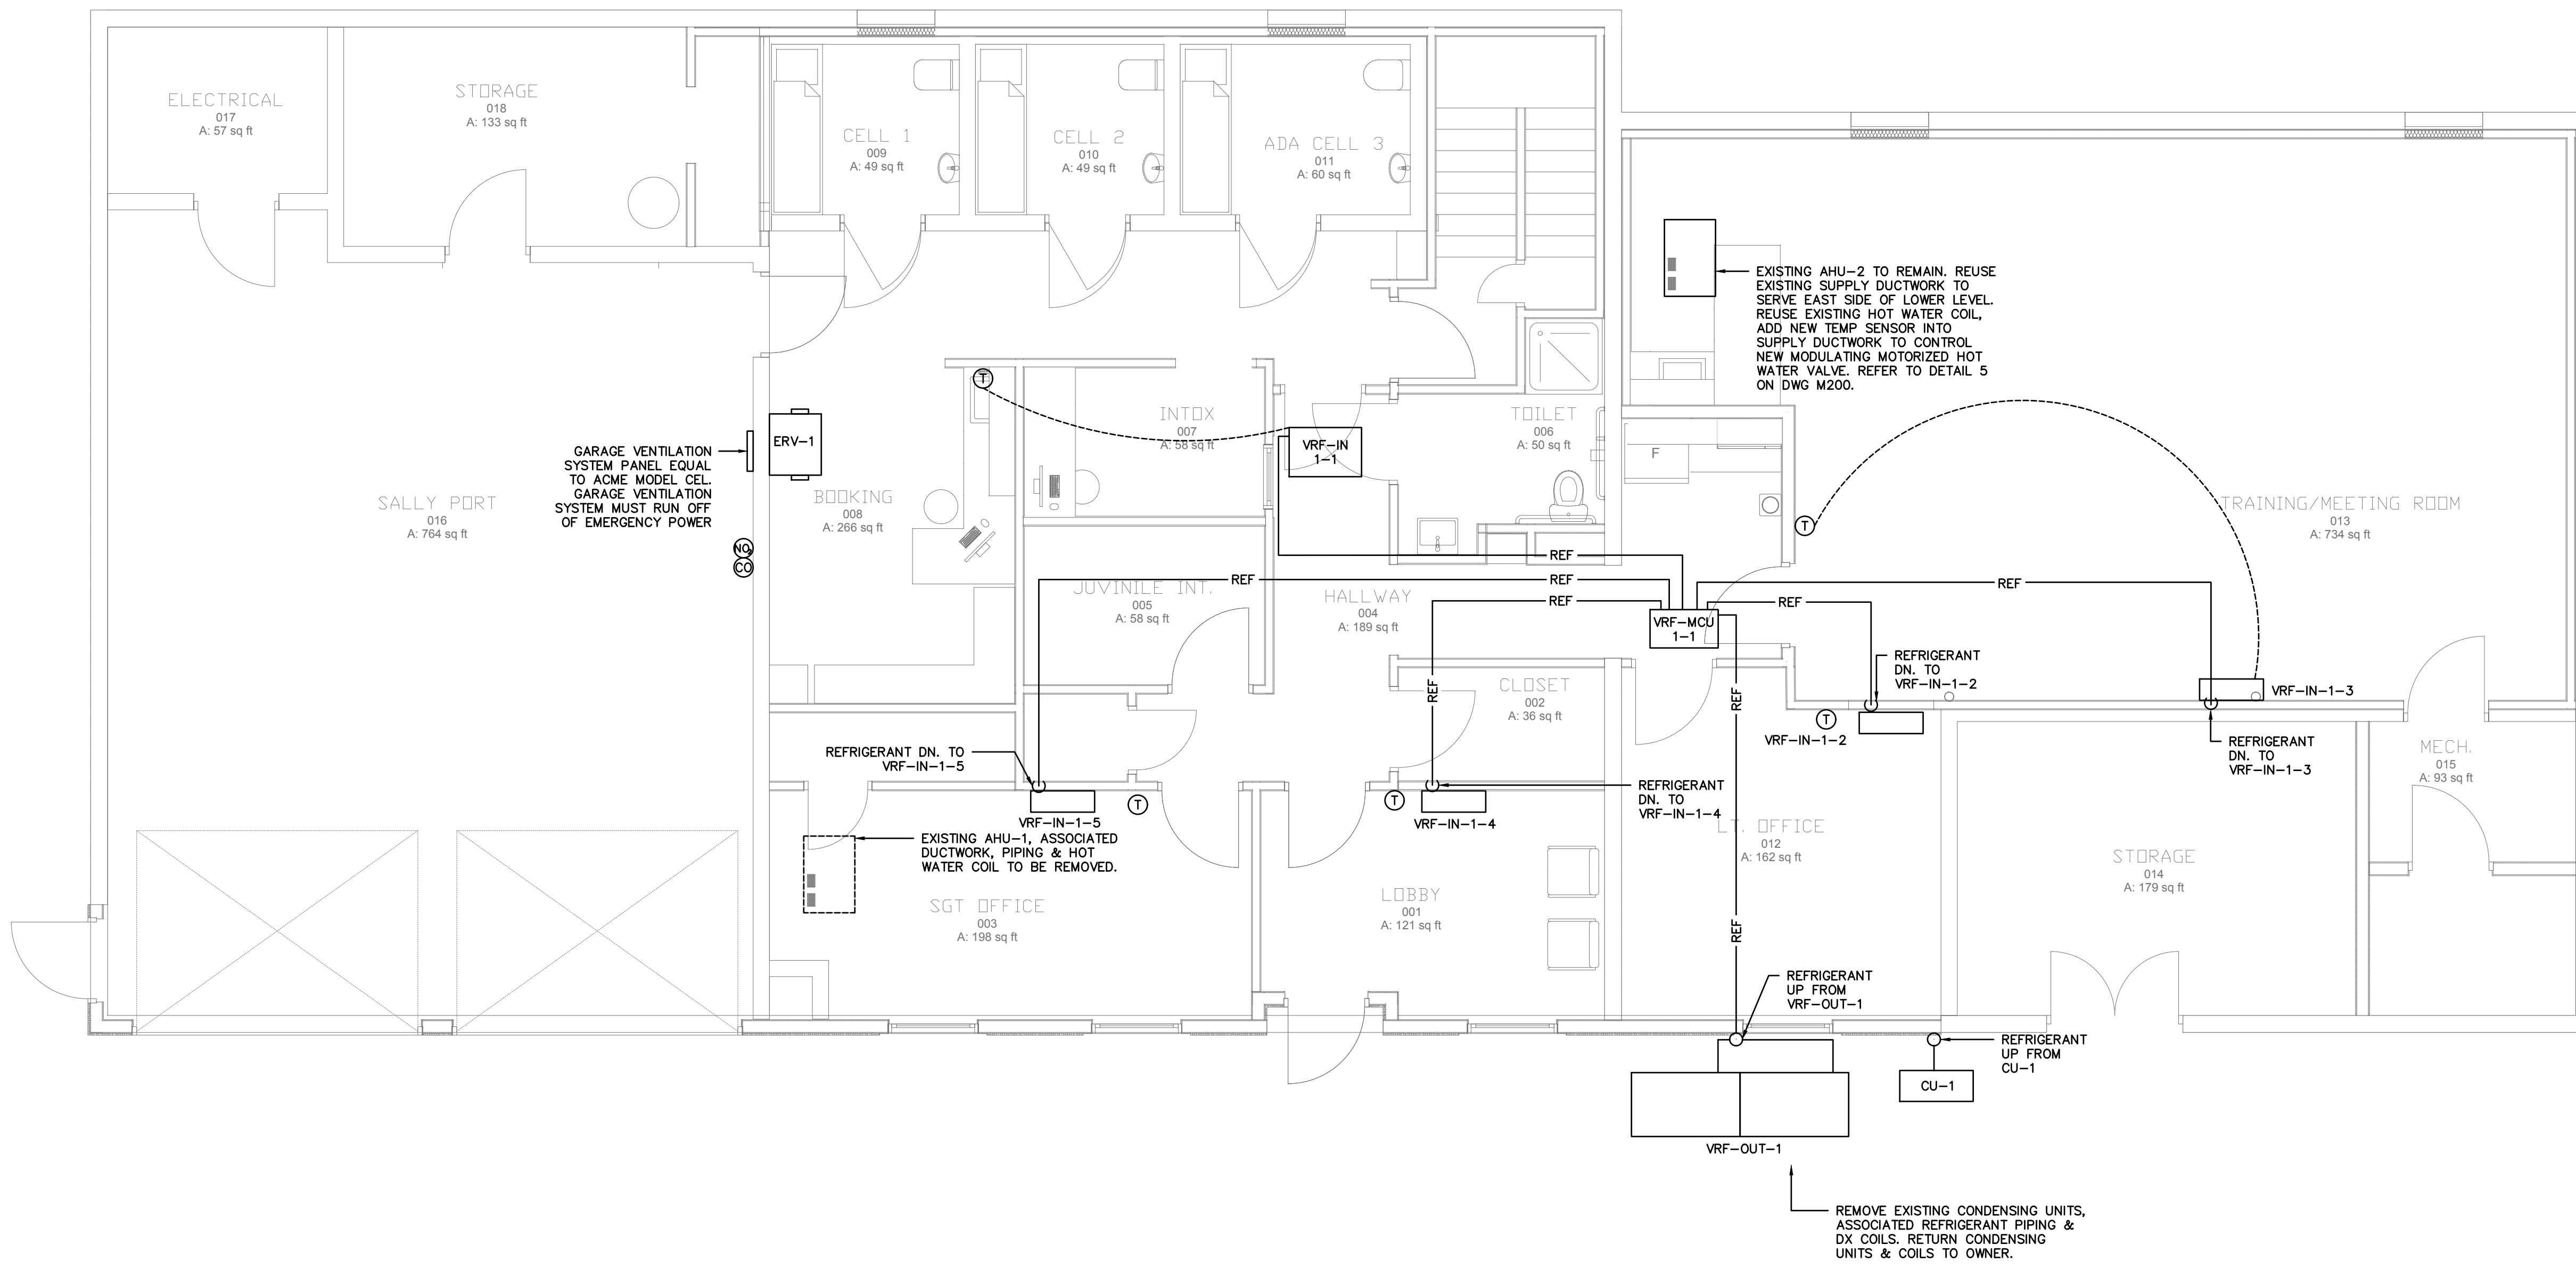 ELECTRICAL
017
A: 57 sq ft
STORAGE
018
A: 133 sq ft
CELL 1
009
A: 49 sq ft
CELL 2
010
A: 49 sq ft
ADA CELL 3
011
A: 60 sq ft
EXISTING AHU-2 TO REMAIN. REUSE
EXISTING SUPPLY DUCTWORK TO
SERVE EAST SIDE OF LOWER LEVEL.
REUSE EXISTING HOT WATER COIL,
ADD NEW TEMP SENSOR INTO
SUPPLY DUCTWORK TO CONTROL
NEW MODULATING MOTORIZED HOT
WATER VALVE. REFER TO DETAIL 5
ON DWG M200.
T
INTOX
007
A: 58 sq ft
TOILET
006
A: 50 sq ft
ERV-1
VRF-IN
1-1
F
GARAGE VENTILATION
SYSTEM PANEL EQUAL
TO ACME MODEL CEL.
GARAGE VENTILATION
SYSTEM MUST RUN OFF
OF EMERGENCY POWER
SALLY PORT
016
A: 764 sq ft
BOOKING
008
A: 266 sq ft
TRAINING/MEETING ROOM
013
A: 734 sq ft
T
NO2
CO
REF
REF
REF
REF
REF
REF
JUVINILE INT.
005
A: 58 sq ft
HALLWAY
004
A: 189 sq ft
VRF-MCU
1-1
REF
REF
REFRIGERANT
DN. TO
VRF-IN-1-2
CLOSET
002
A: 36 sq ft
VRF-IN-1-3
T
VRF-IN-1-2
REFRIGERANT
DN. TO
VRF-IN-1-3
MECH.
015
A: 93 sq ft
REFRIGERANT DN. TO
VRF-IN-1-5
T
VRF-IN-1-5
T
VRF-IN-1-4
REFRIGERANT
DN. TO
VRF-IN-1-4
EXISTING AHU-1, ASSOCIATED
DUCTWORK, PIPING & HOT
WATER COIL TO BE REMOVED.
LT. OFFICE
012
A: 162 sq ft
STORAGE
014
A: 179 sq ft
SGT OFFICE
003
A: 198 sq ft
LOBBY
001
A: 121 sq ft
REF
REFRIGERANT
UP FROM
VRF-OUT-1
REFRIGERANT
UP FROM
CU-1
CU-1
VRF-OUT-1
REMOVE EXISTING CONDENSING UNITS,
ASSOCIATED REFRIGERANT PIPING &
DX COILS. RETURN CONDENSING
UNITS & COILS TO OWNER.